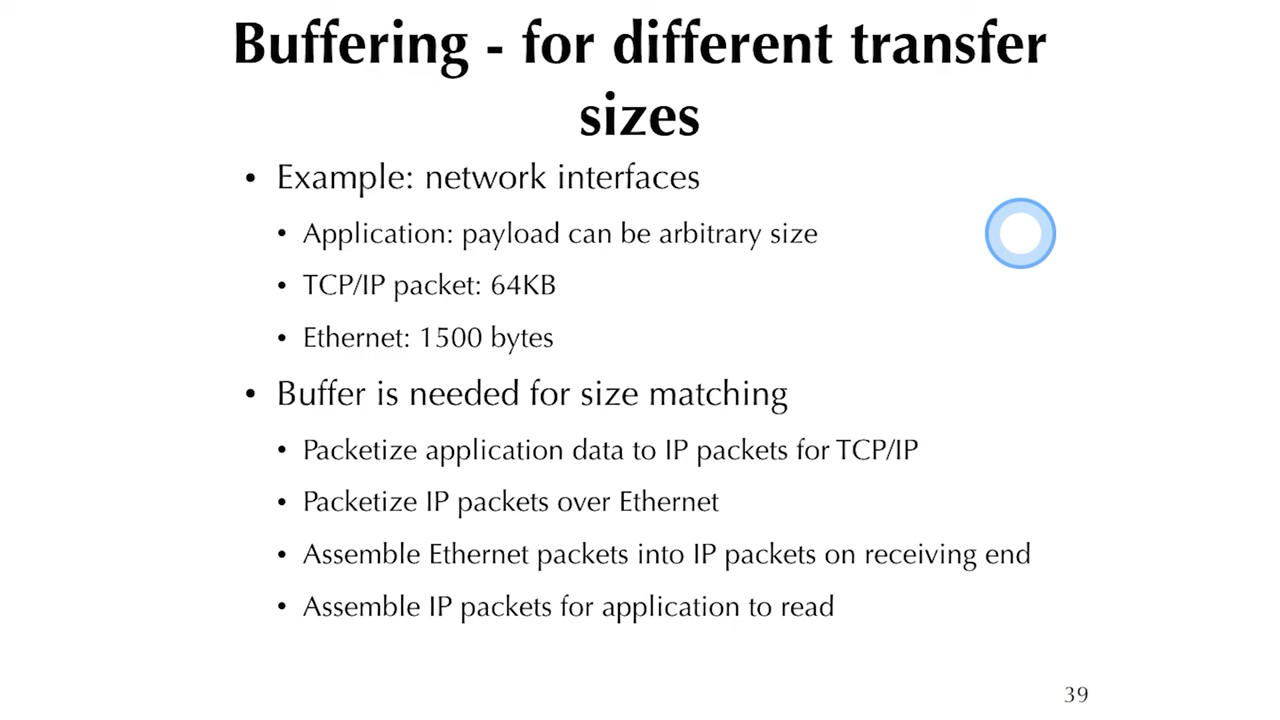 Buffering - for different transfer
sizes
• Example: network interfaces
• Application: payload can be arbitrary size
• TCP/IP packet: 64KB
• Ethernet: 1500 bytes
• Buffer is needed for size matching
• Packetize application data to IP packets for TCP/IP
• Packetize IP packets over Ethernet
• Assemble Ethernet packets into IP packets on receiving end
• Assemble IP packets for application to read
39